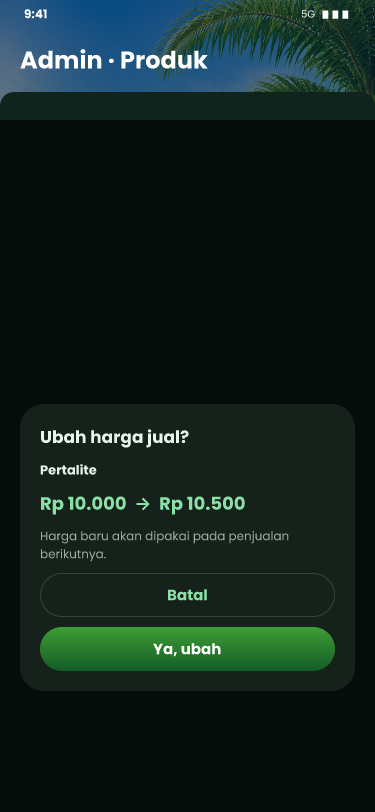 9:41
5G
Admin · Produk
Ubah harga jual?
Pertalite
Rp 10.000 → Rp 10.500
Harga baru akan dipakai pada penjualan
berikutnya.
Batal
Ya, ubah